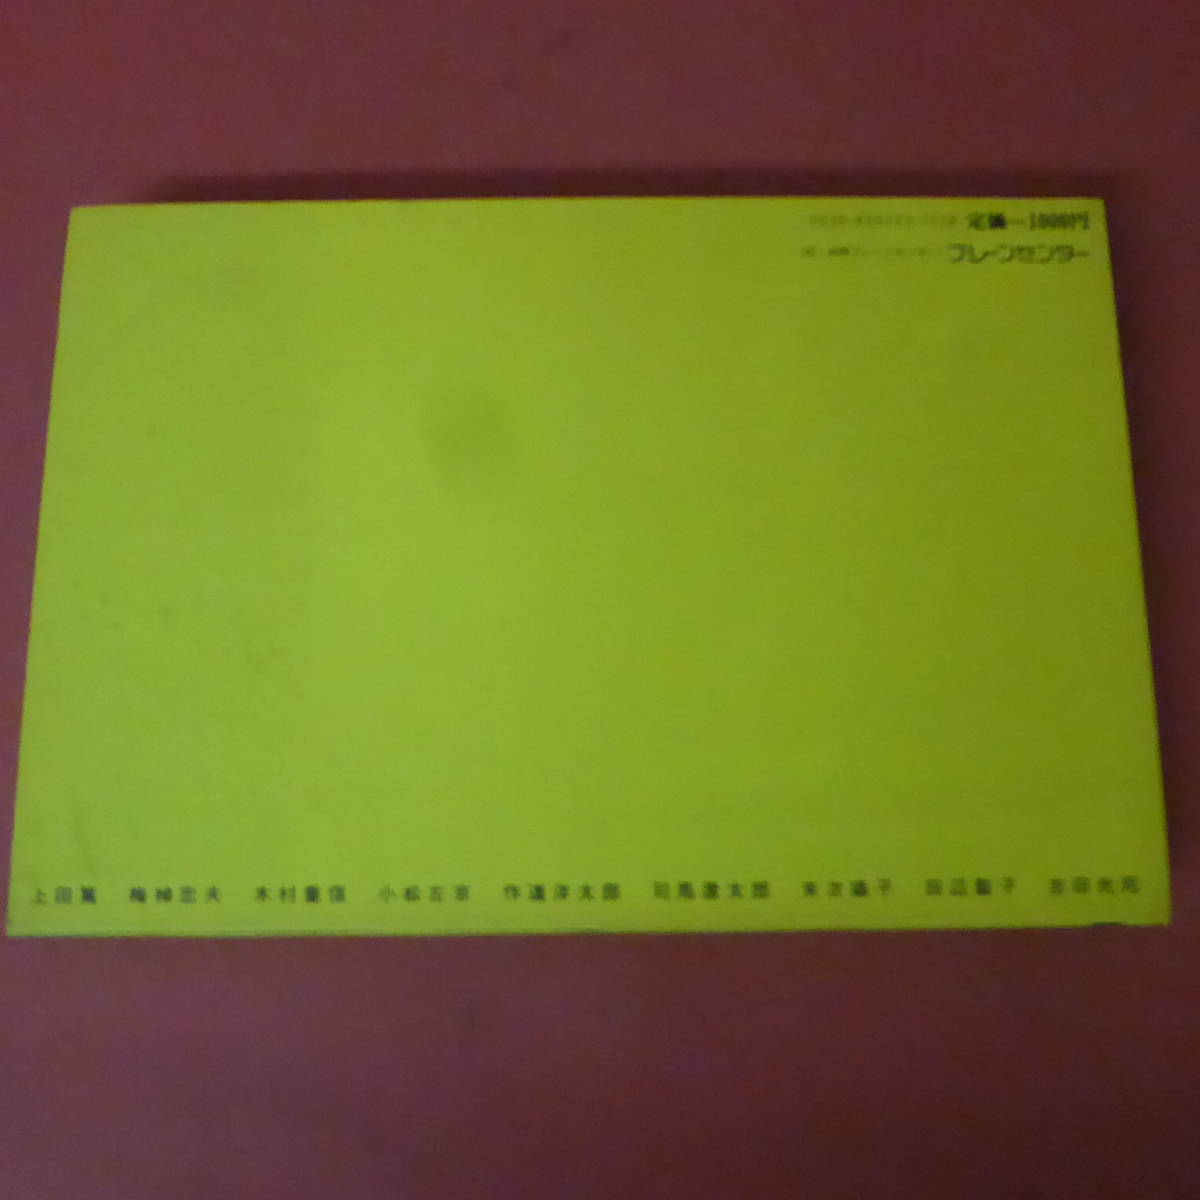 定価―1000円
ブレーンセンター
上田篤 梅棹忠夫 木村重信 小松左京 作道洋太郎 司馬遼太郎 末次攝子 田辺聖子 吉田光邦